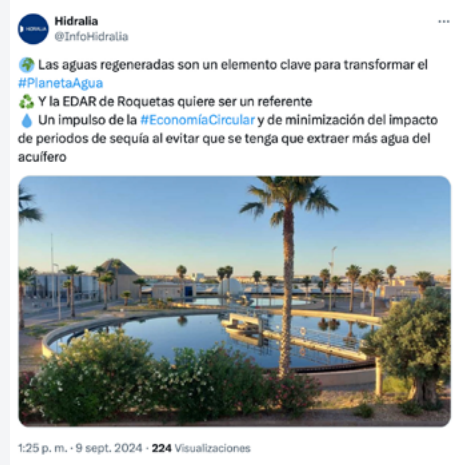 HIDRALIA
Hidralia
@InfoHidralia
Las aguas regeneradas son un elemento clave para transformar el
#PlanetaAgua
Y la EDAR de Roquetas quiere ser un referente
Un impulso de la #EconomíaCircular y de minimización del impacto
de periodos de sequía al evitar que se tenga que extraer más agua del
acuífero
1:25 p. m. · 9 sept. 2024 · 224 Visualizaciones